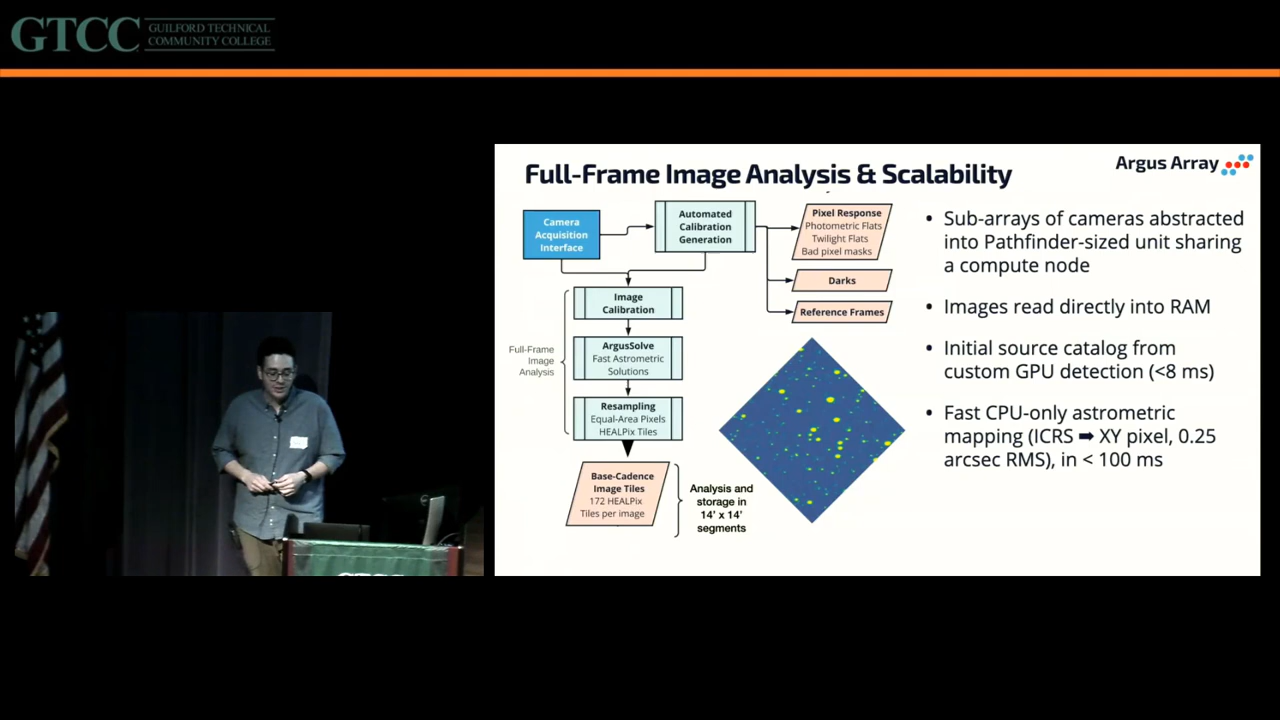 GTCC
GUILFORD TECHNICAL
COMMUNITY COLLEGE
Full-Frame Image Analysis & Scalability
Argus Array
Camera
Acquisition
Interface
Automated
Calibration
Generation
Pixel Response
Photometric Flats
Twilight Flats
Bad pixel masks
Darks
Reference Frames
Image
Calibration
Full-Frame
Image
Analysis
ArgusSolve
Fast Astrometric
Solutions
Resampling
Equal-Area Pixels
HEALPix Tiles
Base-Cadence
Image Tiles
172 HEALPix
Tiles per image
Analysis and
storage in
14' x 14'
segments
• Sub-arrays of cameras abstracted
into Pathfinder-sized unit sharing
a compute node
• Images read directly into RAM
• Initial source catalog from
custom GPU detection (<8 ms)
• Fast CPU-only astrometric
mapping (ICRS ➡ XY pixel, 0.25
arcsec RMS), in < 100 ms
GTCC